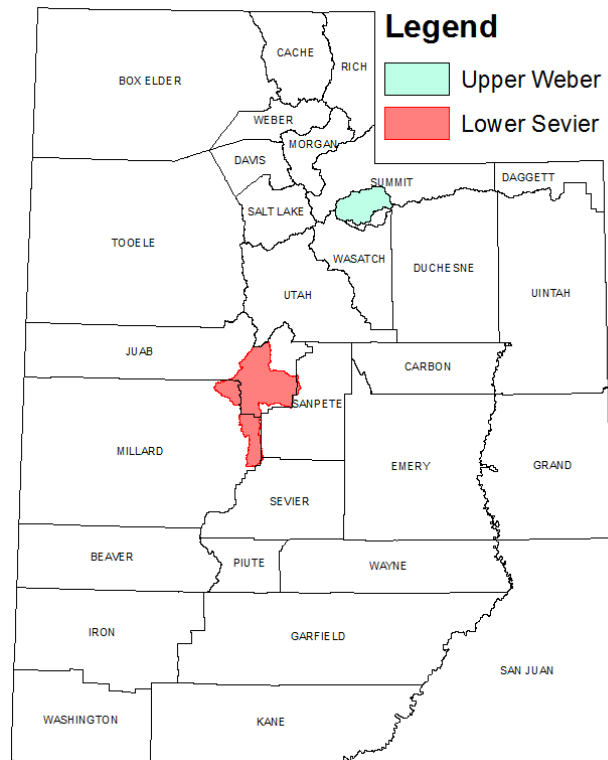 Legend
Upper Weber
Lower Sevier
CACHE
RICH
BOX ELDER
WEBER
MORGAN
DAVIS
SUMMIT
DAGGETT
SALT LAKE
TOOELE
WASATCH
DUCHESNE
UINTAH
UTAH
JUAB
CARBON
SANPETE
MILLARD
EMERY
GRAND
SEVIER
BEAVER
PIUTE
WAYNE
IRON
GARFIELD
SAN JUAN
WASHINGTON
KANE